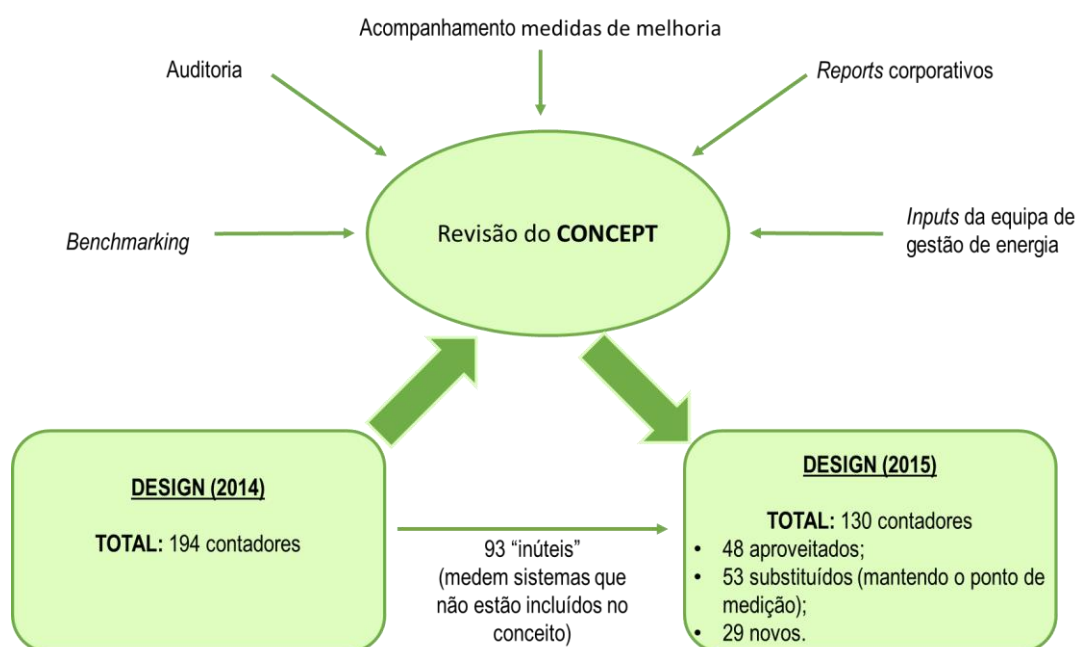 Acompanhamento medidas de melhoria
Auditoria
Reports corporativos
Benchmarking
Revisão do CONCEPT
Inputs da equipa de
gestão de energia
DESIGN (2014)
TOTAL: 194 contadores
93 “inúteis”
(medem sistemas que
não estão incluídos no
conceito)
DESIGN (2015)
TOTAL: 130 contadores
• 48 aproveitados;
• 53 substituídos (mantendo o ponto de
medição);
• 29 novos.